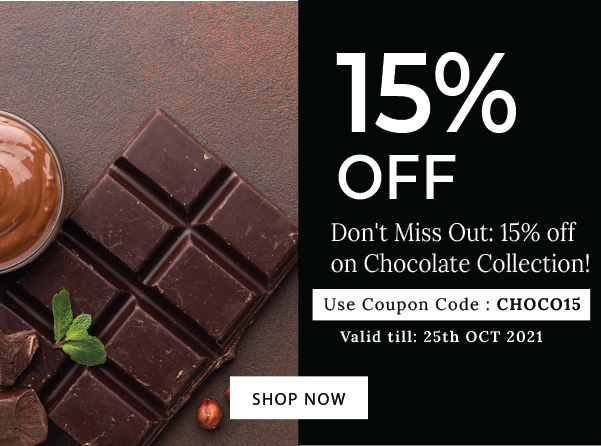 15%
OFF
Don't Miss Out: 15% off
on Chocolate Collection!
Use Coupon Code : CHOCO15
Valid till: 25th OCT 2021
SHOP NOW